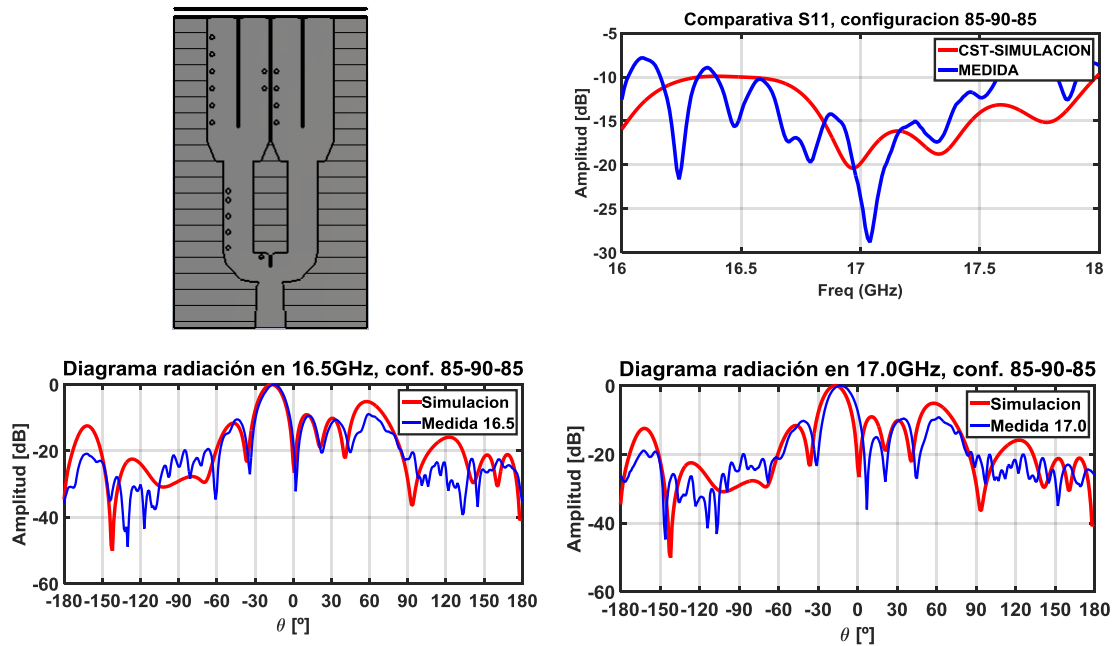 Comparativa S11, configuracion 85-90-85
-5
-10
-15
-20
-25
-30
Amplitud [dB]
CST-SIMULACION
MEDIDA
16
16.5
17
17.5
18
Freq (GHz)
Diagrama radiación en 16.5GHz, conf. 85-90-85
0
-20
-40
-60
Amplitud [dB]
Simulacion
Medida 16.5
-180 -150 -120 -90 -60 -30 0 30 60 90 120 150 180
θ [º]
Diagrama radiación en 17.0GHz, conf. 85-90-85
0
-20
-40
-60
Amplitud [dB]
Simulacion
Medida 17.0
-180 -150 -120 -90 -60 -30 0 30 60 90 120 150 180
θ [º]